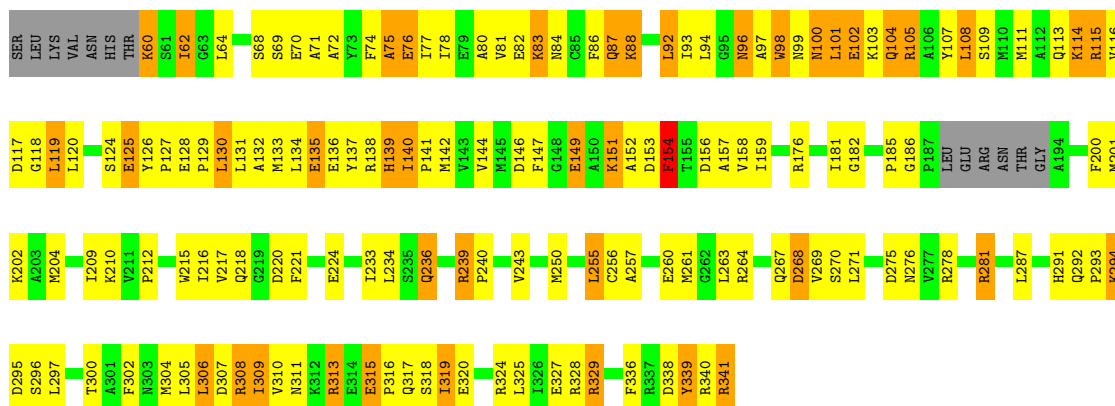 SER LEU LYS VAL ASN HIS THR K60 S61 I62 G63 L64 S68 N69 E70 A71 A72 Y73 F74 A75 E76 I77 I78 E79 A80 V81 E82 K83 N84 C85 F86 Q87 K88 L92 I93 L94 G95 N96 A97 W98 N99 N100 L101 E102 K103 Q104 R105 A106 Y107 L108 S109 M110 M111 A112 Q113 K114 R115
D117 G118 L119 L120 S124 E125 Y126 P127 E128 P129 L130 L131 A132 M133 L134 E135 E136 Y137 R138 H139 I140 P141 M142 V143 V144 M145 D146 F147 G148 E149 A150 K151 A152 D153 F154 T155 D156 A157 V158 I159 R176 I181 G182 P185 G186 P187 LEU GLU ARG ASN THR GLY A194 F200
K202 A203 M204 I209 K210 V211 P212 W215 I216 V217 Q218 G219 D220 F221 E224 I233 L234 S235 Q236 R239 P240 V243 M250 L255 C256 A257 E260 M261 G262 L263 R264 Q267 D268 V269 S270 L271 D275 N276 V277 R278 R281 L287 H291 Q292 P293
D295 S296 L297 T300 A301 F302 N303 M304 L305 L306 D307 R308 I309 V310 N311 K312 R313 E314 E315 P316 Q317 S318 I319 E320 R324 L325 I326 E327 R328 R329 F336 R337 D338 Y339 R340 R341